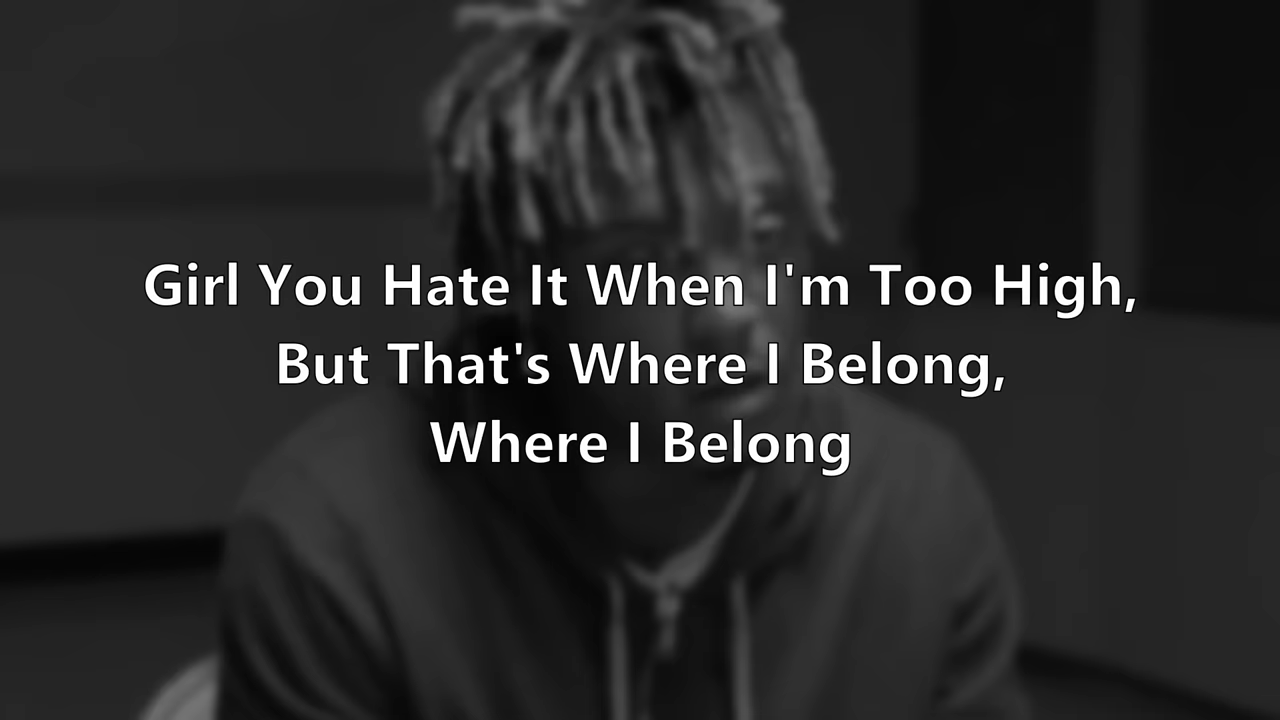 Girl You Hate It When I'm Too High,
But That's Where I Belong,
Where I Belong